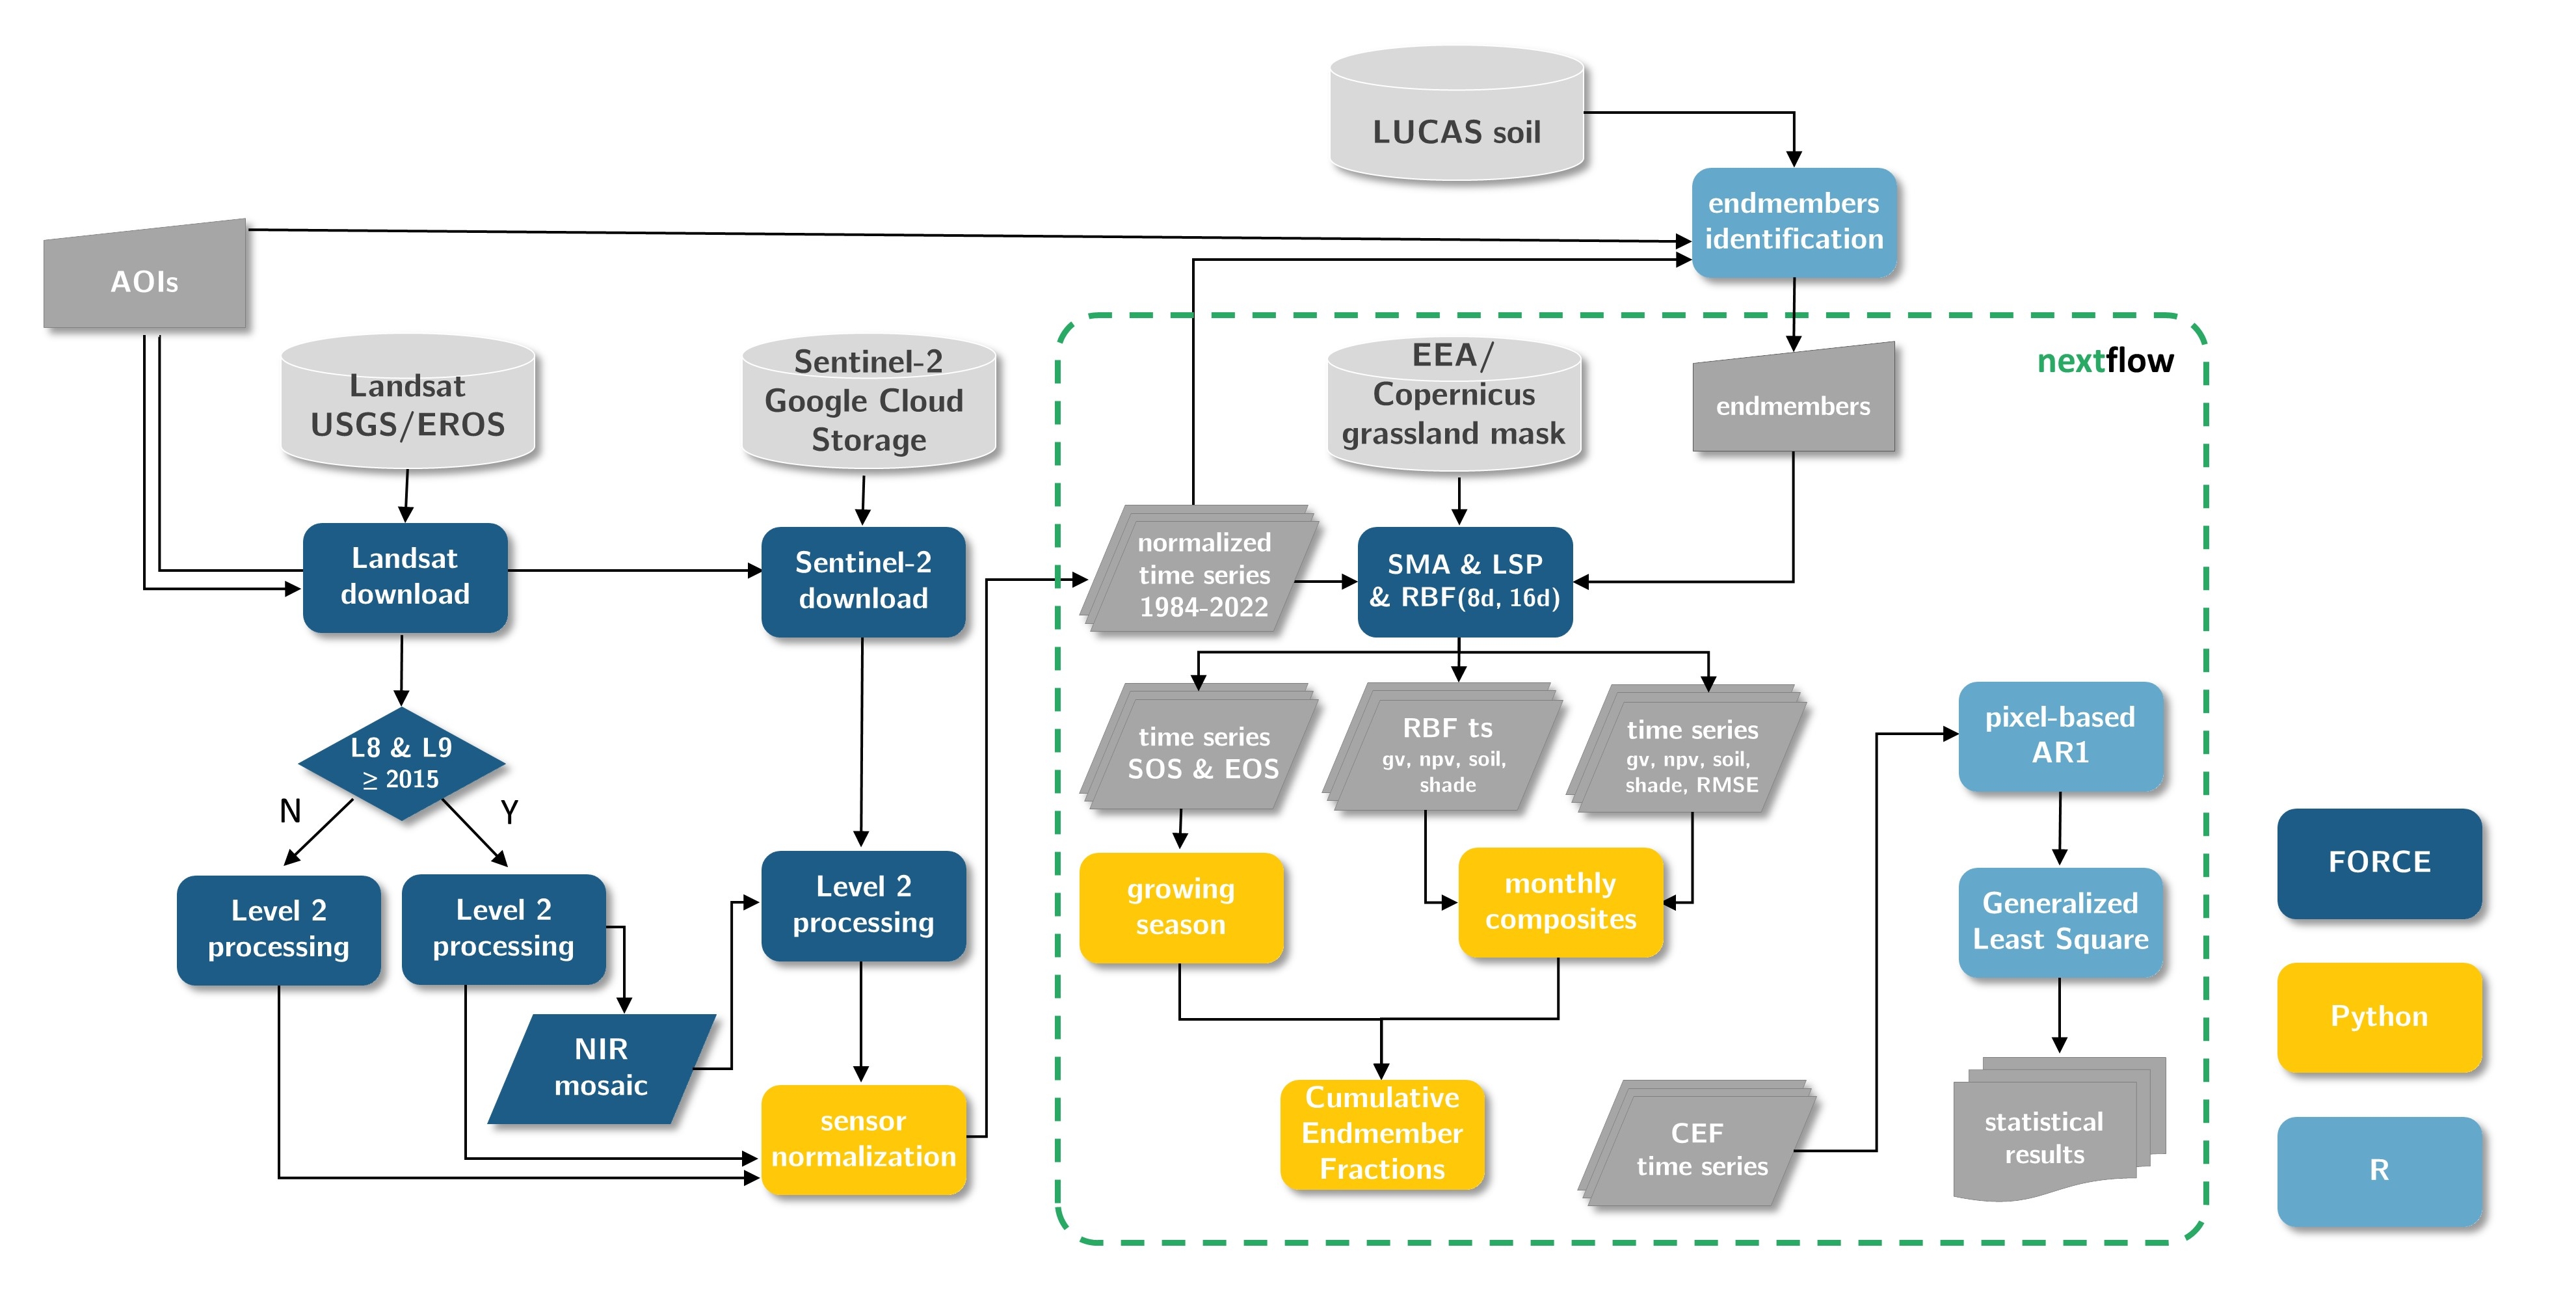 LUCAS soil
endmembers
identification
AOIs
Landsat
USGS/EROS
Sentinel-2
Google Cloud
Storage
EEA/
Copernicus
grassland mask
endmembers
nextflow
Landsat
download
Sentinel-2
download
normalized
time series
1984-2022
SMA & LSP
& RBF(8d, 16d)
L8 & L9
≥ 2015
N
Y
time series
SOS & EOS
RBF ts
gv, npv, soil,
shade
time series
gv, npv, soil,
shade, RMSE
pixel-based
AR1
Level 2
processing
Level 2
processing
Level 2
processing
growing
season
monthly
composites
Generalized
Least Square
NIR
mosaic
sensor
normalization
Cumulative
Endmember
Fractions
CEF
time series
statistical
results
FORCE
Python
R